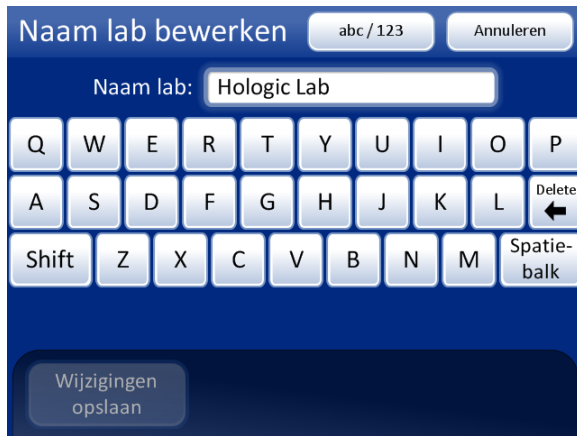 Naam lab bewerken abc / 123 Annuleren
Naam lab: Hologic Lab
Q W E R T Y U I O P
A S D F G H J K L Delete
Shift Z X C V B N M Spatie-
balk
Wijzigingen
opslaan